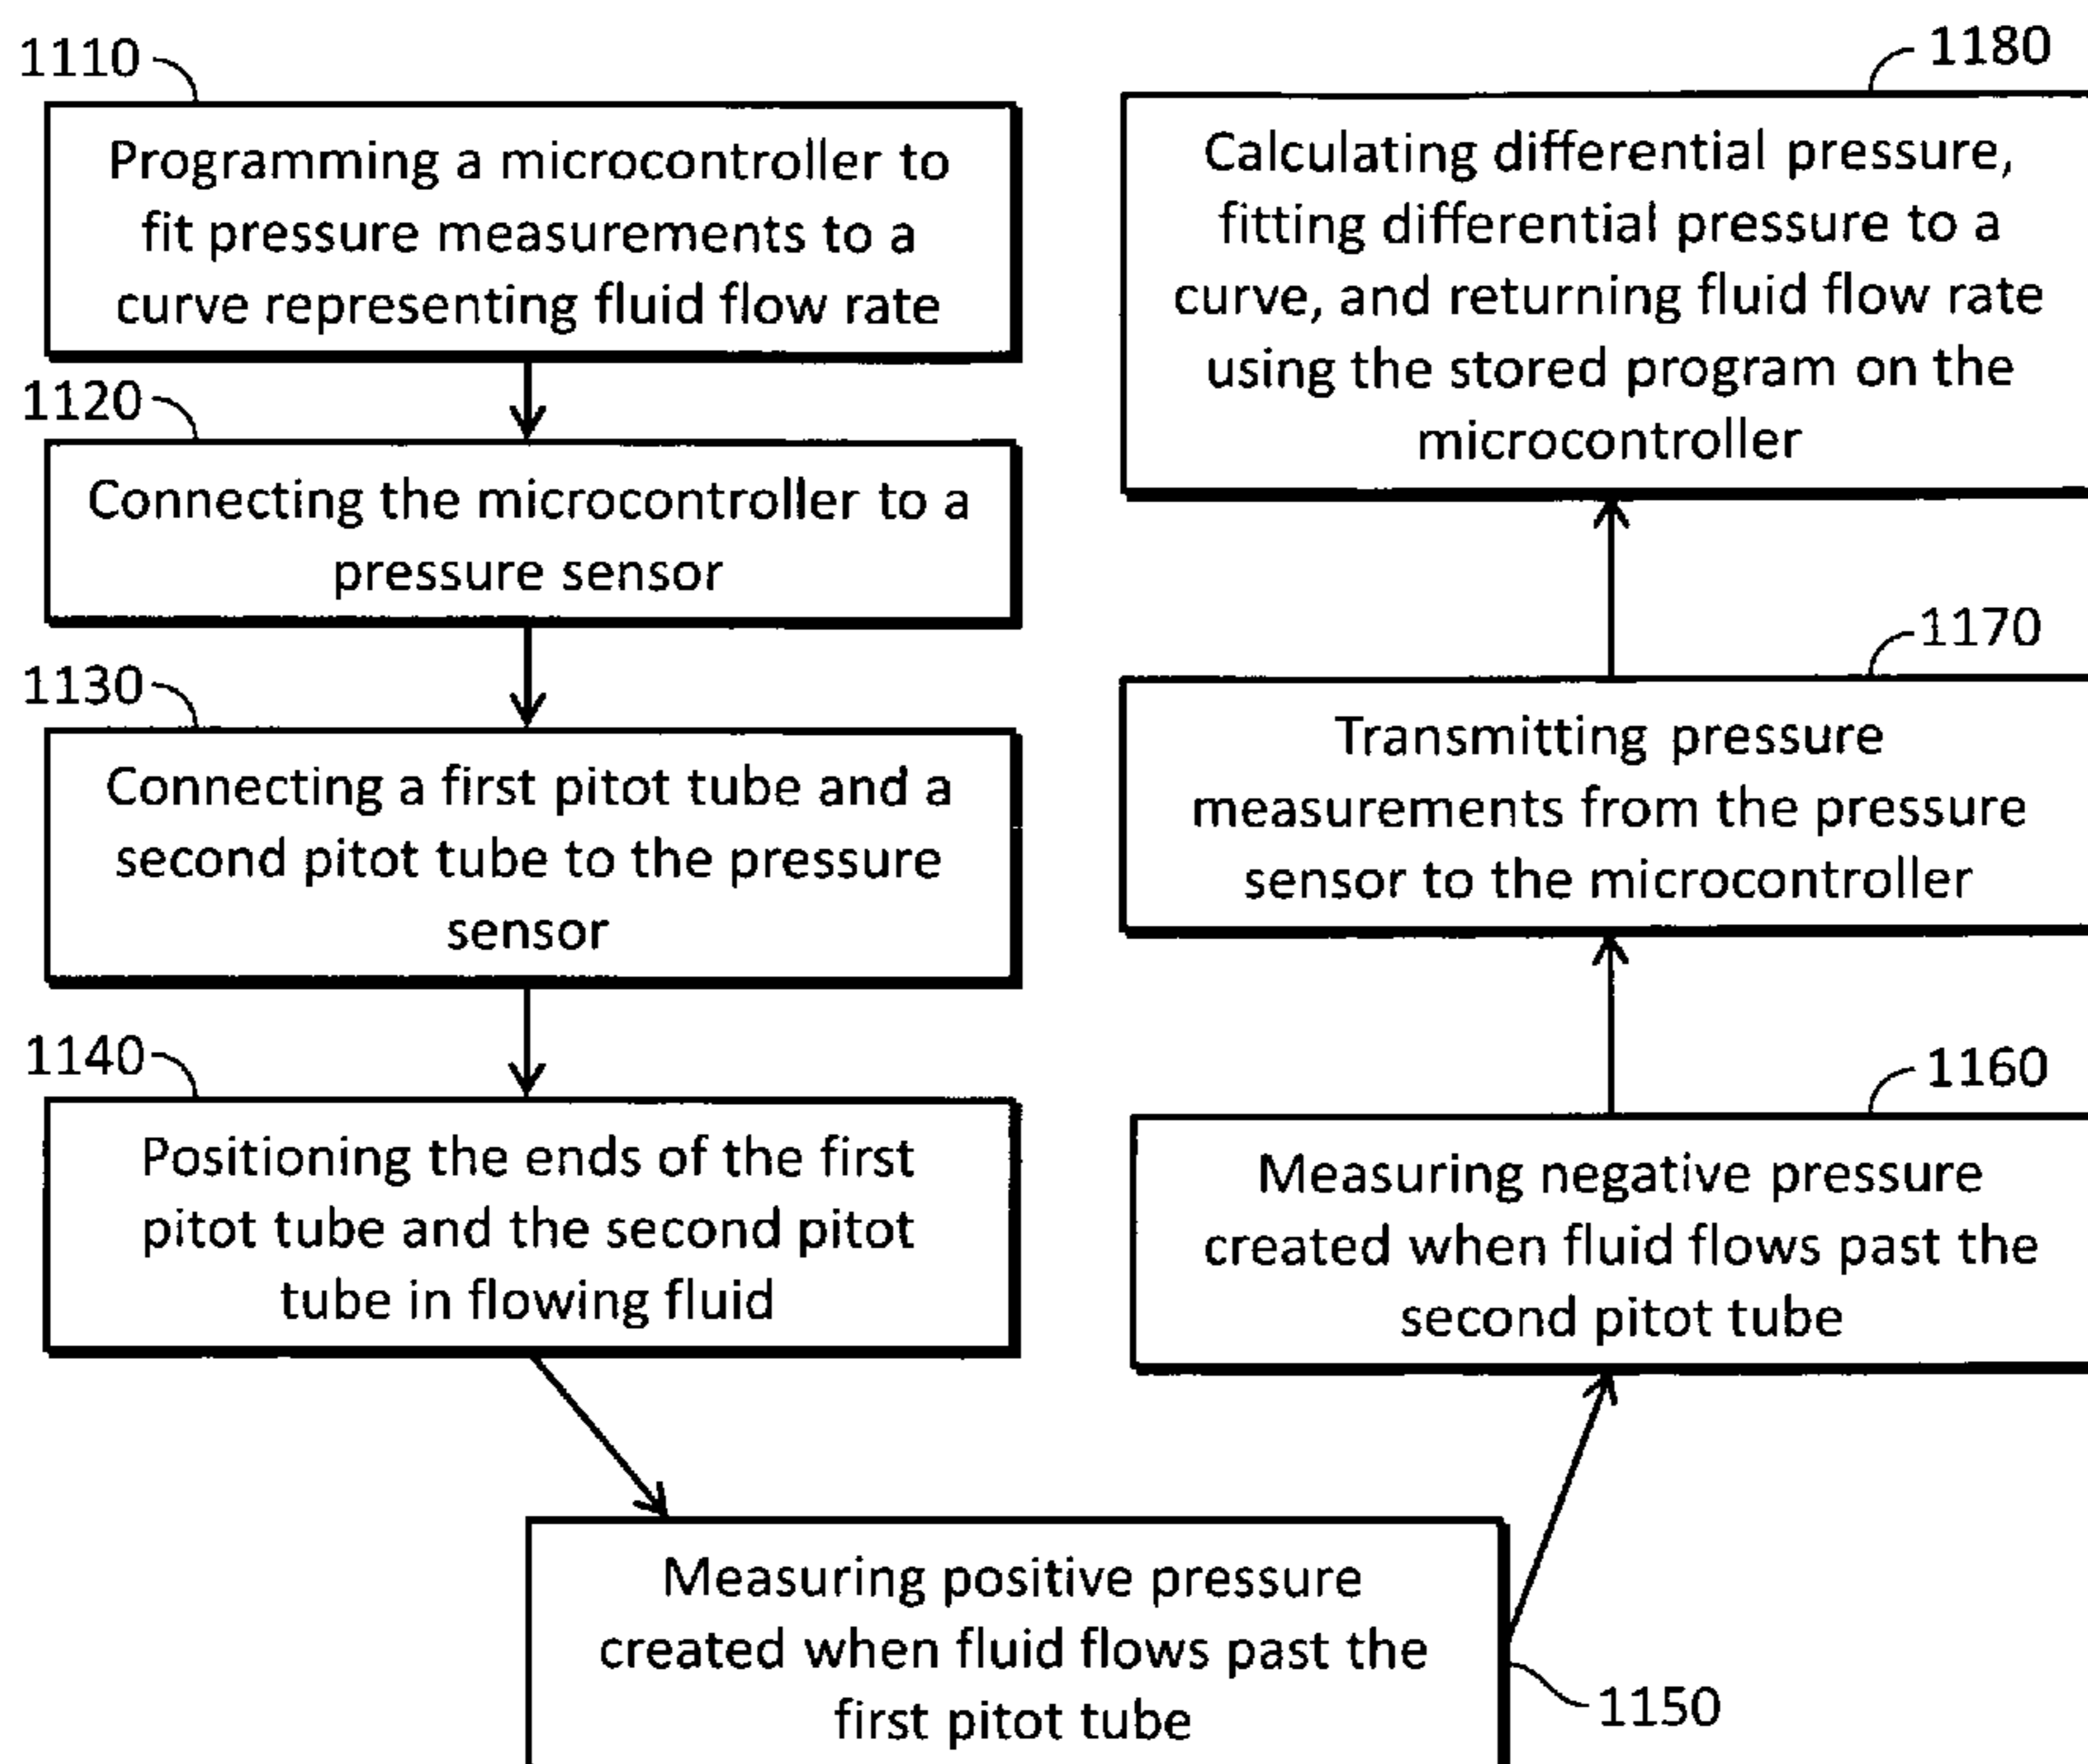 1110
Programming a microcontroller to
fit pressure measurements to a
curve representing fluid flow rate
1120
Connecting the microcontroller to a
pressure sensor
1130
Connecting a first pitot tube and a
second pitot tube to the pressure
sensor
1140
Positioning the ends of the first
pitot tube and the second pitot
tube in flowing fluid
Measuring positive pressure
created when fluid flows past the
first pitot tube
1150
1160
Measuring negative pressure
created when fluid flows past the
second pitot tube
1170
Transmitting pressure
measurements from the pressure
sensor to the microcontroller
1180
Calculating differential pressure,
fitting differential pressure to a
curve, and returning fluid flow rate
using the stored program on the
microcontroller